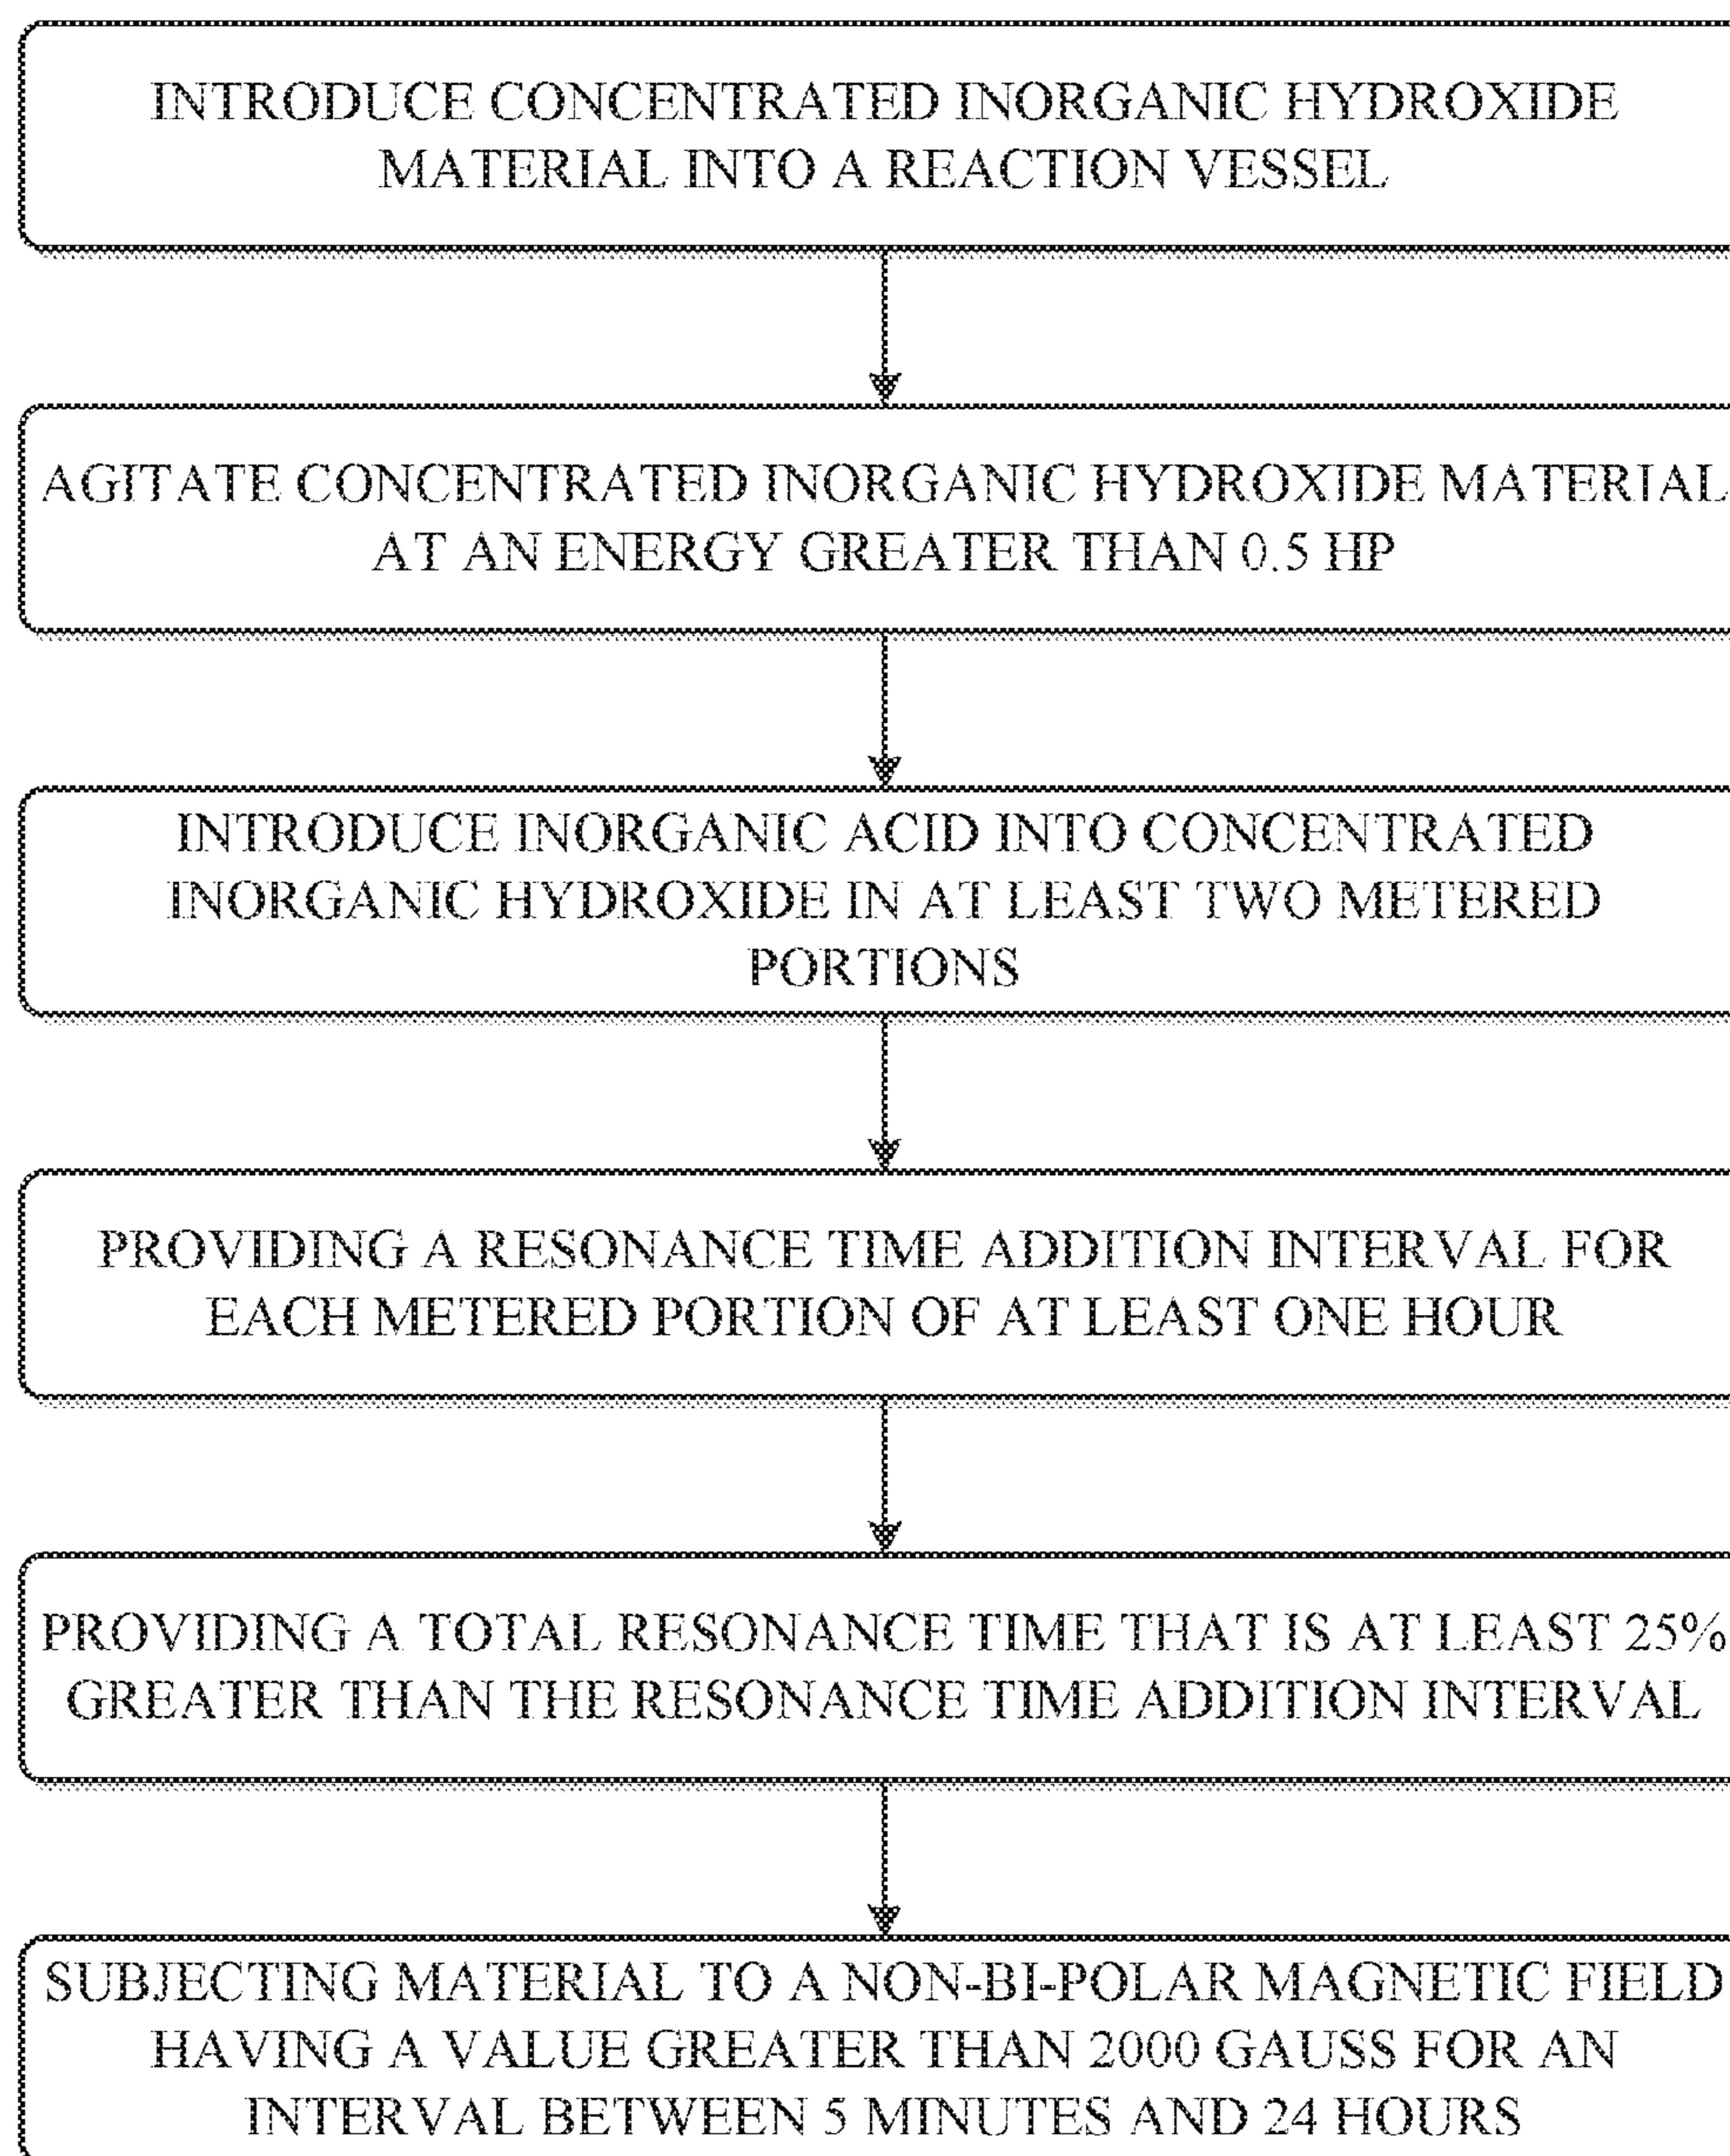 INTRODUCE CONCENTRATED INORGANIC HYDROXIDE
MATERIAL INTO A REACTION VESSEL
AGITATE CONCENTRATED INORGANIC HYDROXIDE MATERIAL
AT AN ENERGY GREATER THAN 0.5 HP
INTRODUCE INORGANIC ACID INTO CONCENTRATED
INORGANIC HYDROXIDE IN AT LEAST TWO METERED
PORTIONS
PROVIDING A RESONANCE TIME ADDITION INTERVAL FOR
EACH METERED PORTION OF AT LEAST ONE HOUR
PROVIDING A TOTAL RESONANCE TIME THAT IS AT LEAST 25%
GREATER THAN THE RESONANCE TIME ADDITION INTERVAL
SUBJECTING MATERIAL TO A NON-BI-POLAR MAGNETIC FIELD
HAVING A VALUE GREATER THAN 2000 GAUSS FOR AN
INTERVAL BETWEEN 5 MINUTES AND 24 HOURS